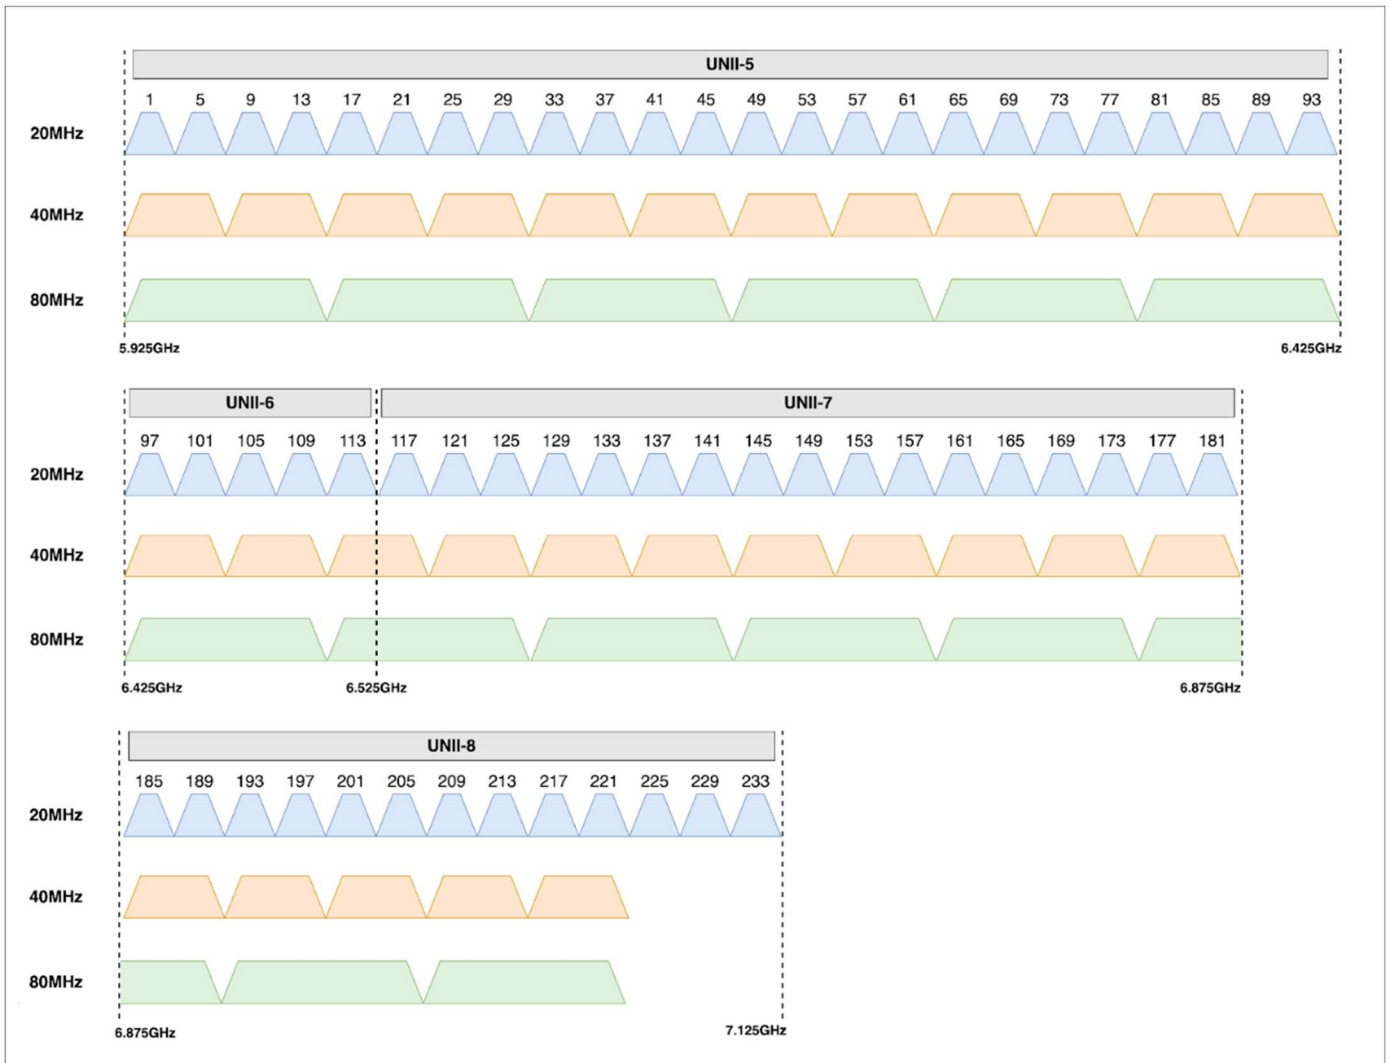 UNII-5
1 5 9 13 17 21 25 29 33 37 41 45 49 53 57 61 65 69 73 77 81 85 89 93
20MHz
40MHz
80MHz
5.925GHz 6.425GHz
UNII-6 UNII-7
97 101 105 109 113 117 121 125 129 133 137 141 145 149 153 157 161 165 169 173 177 181
20MHz
40MHz
80MHz
6.425GHz 6.525GHz 6.875GHz
UNII-8
185 189 193 197 201 205 209 213 217 221 225 229 233
20MHz
40MHz
80MHz
6.875GHz 7.125GHz